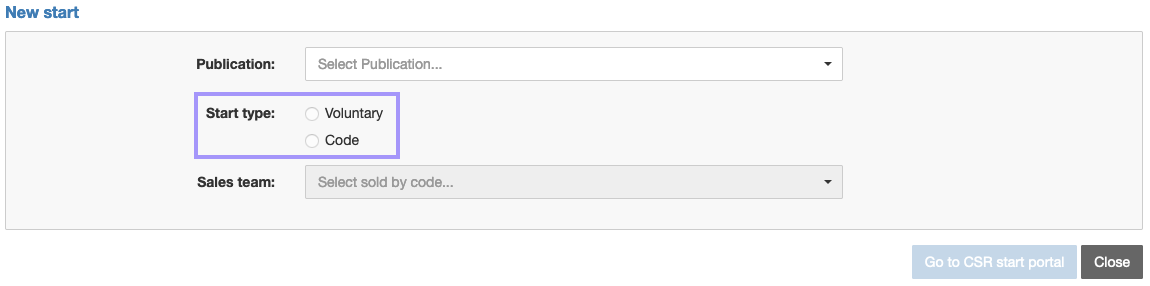 New start
Publication: Select Publication...
Start type: Voluntary
Code
Sales team: Select sold by code...
Go to CSR start portal Close